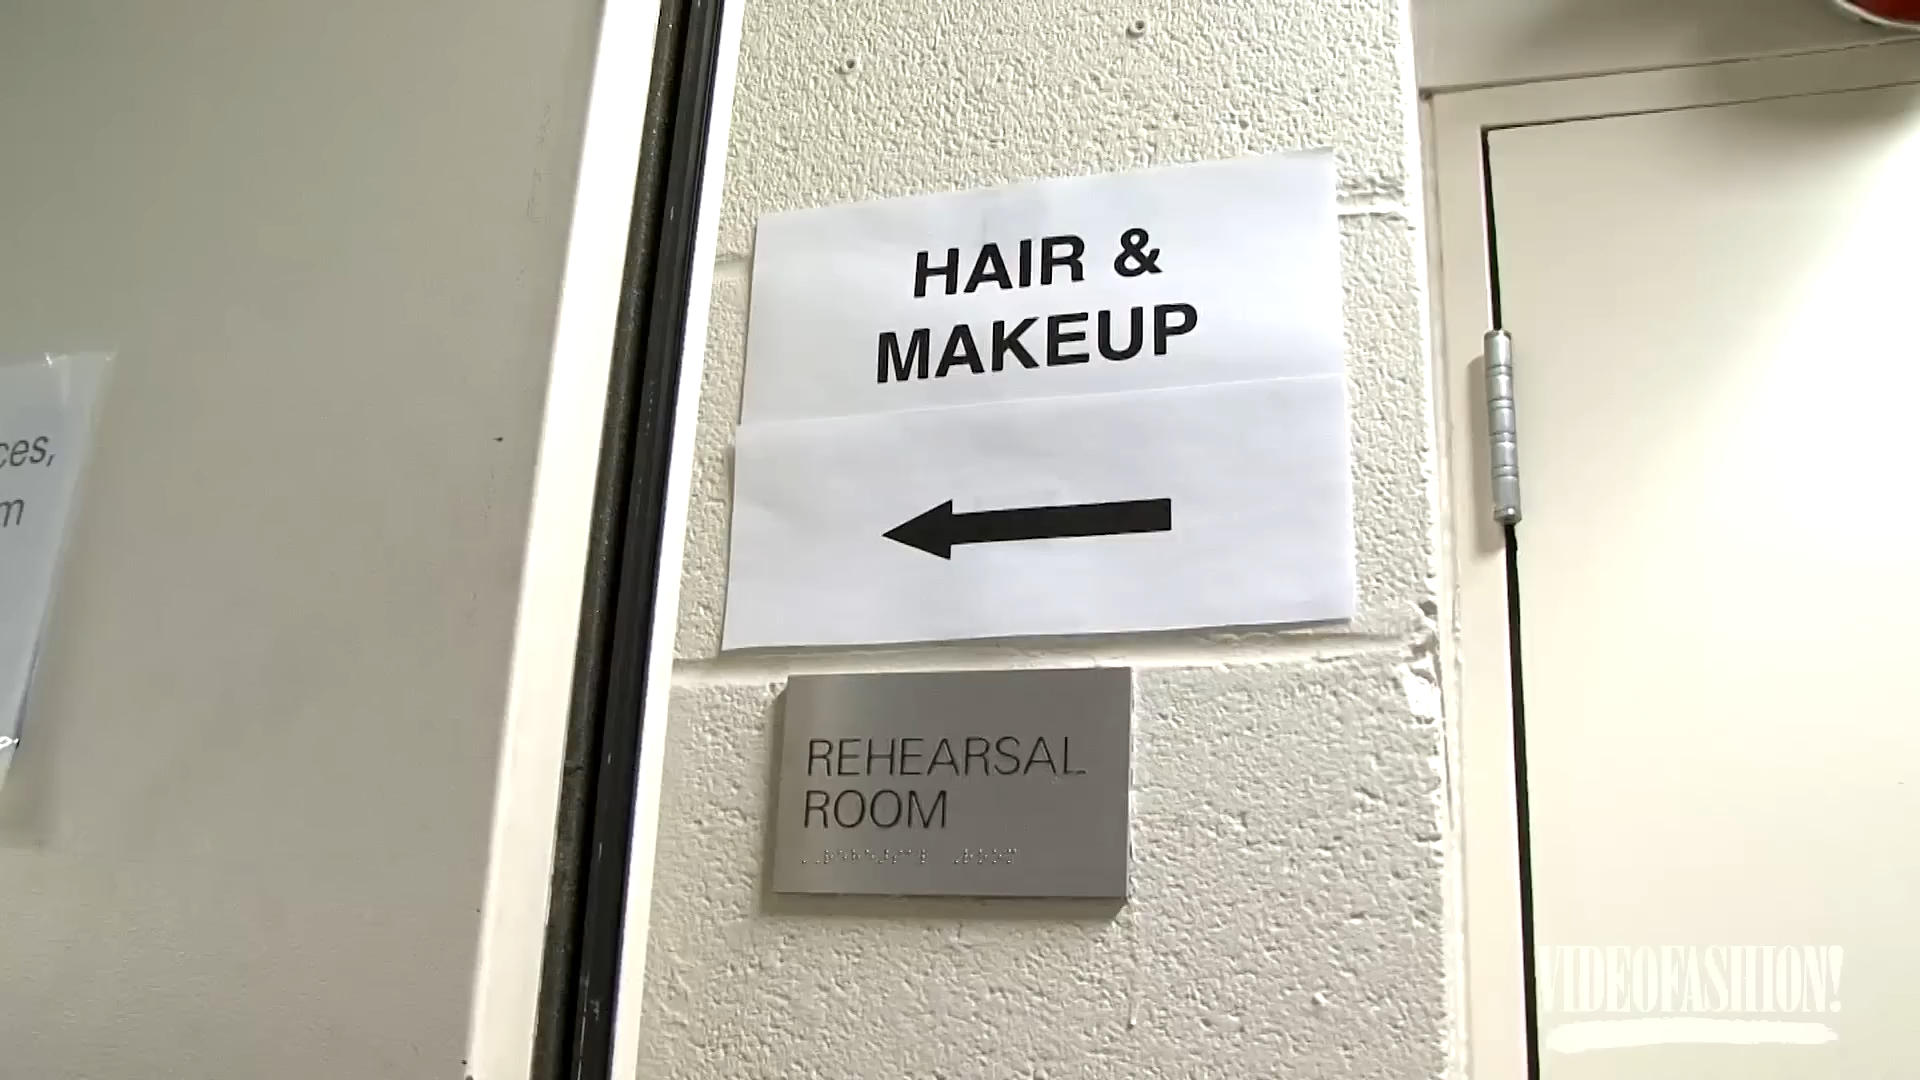 HAIR &
MAKEUP
REHEARSAL
ROOM
ces,
m
VIDEOFASHION!